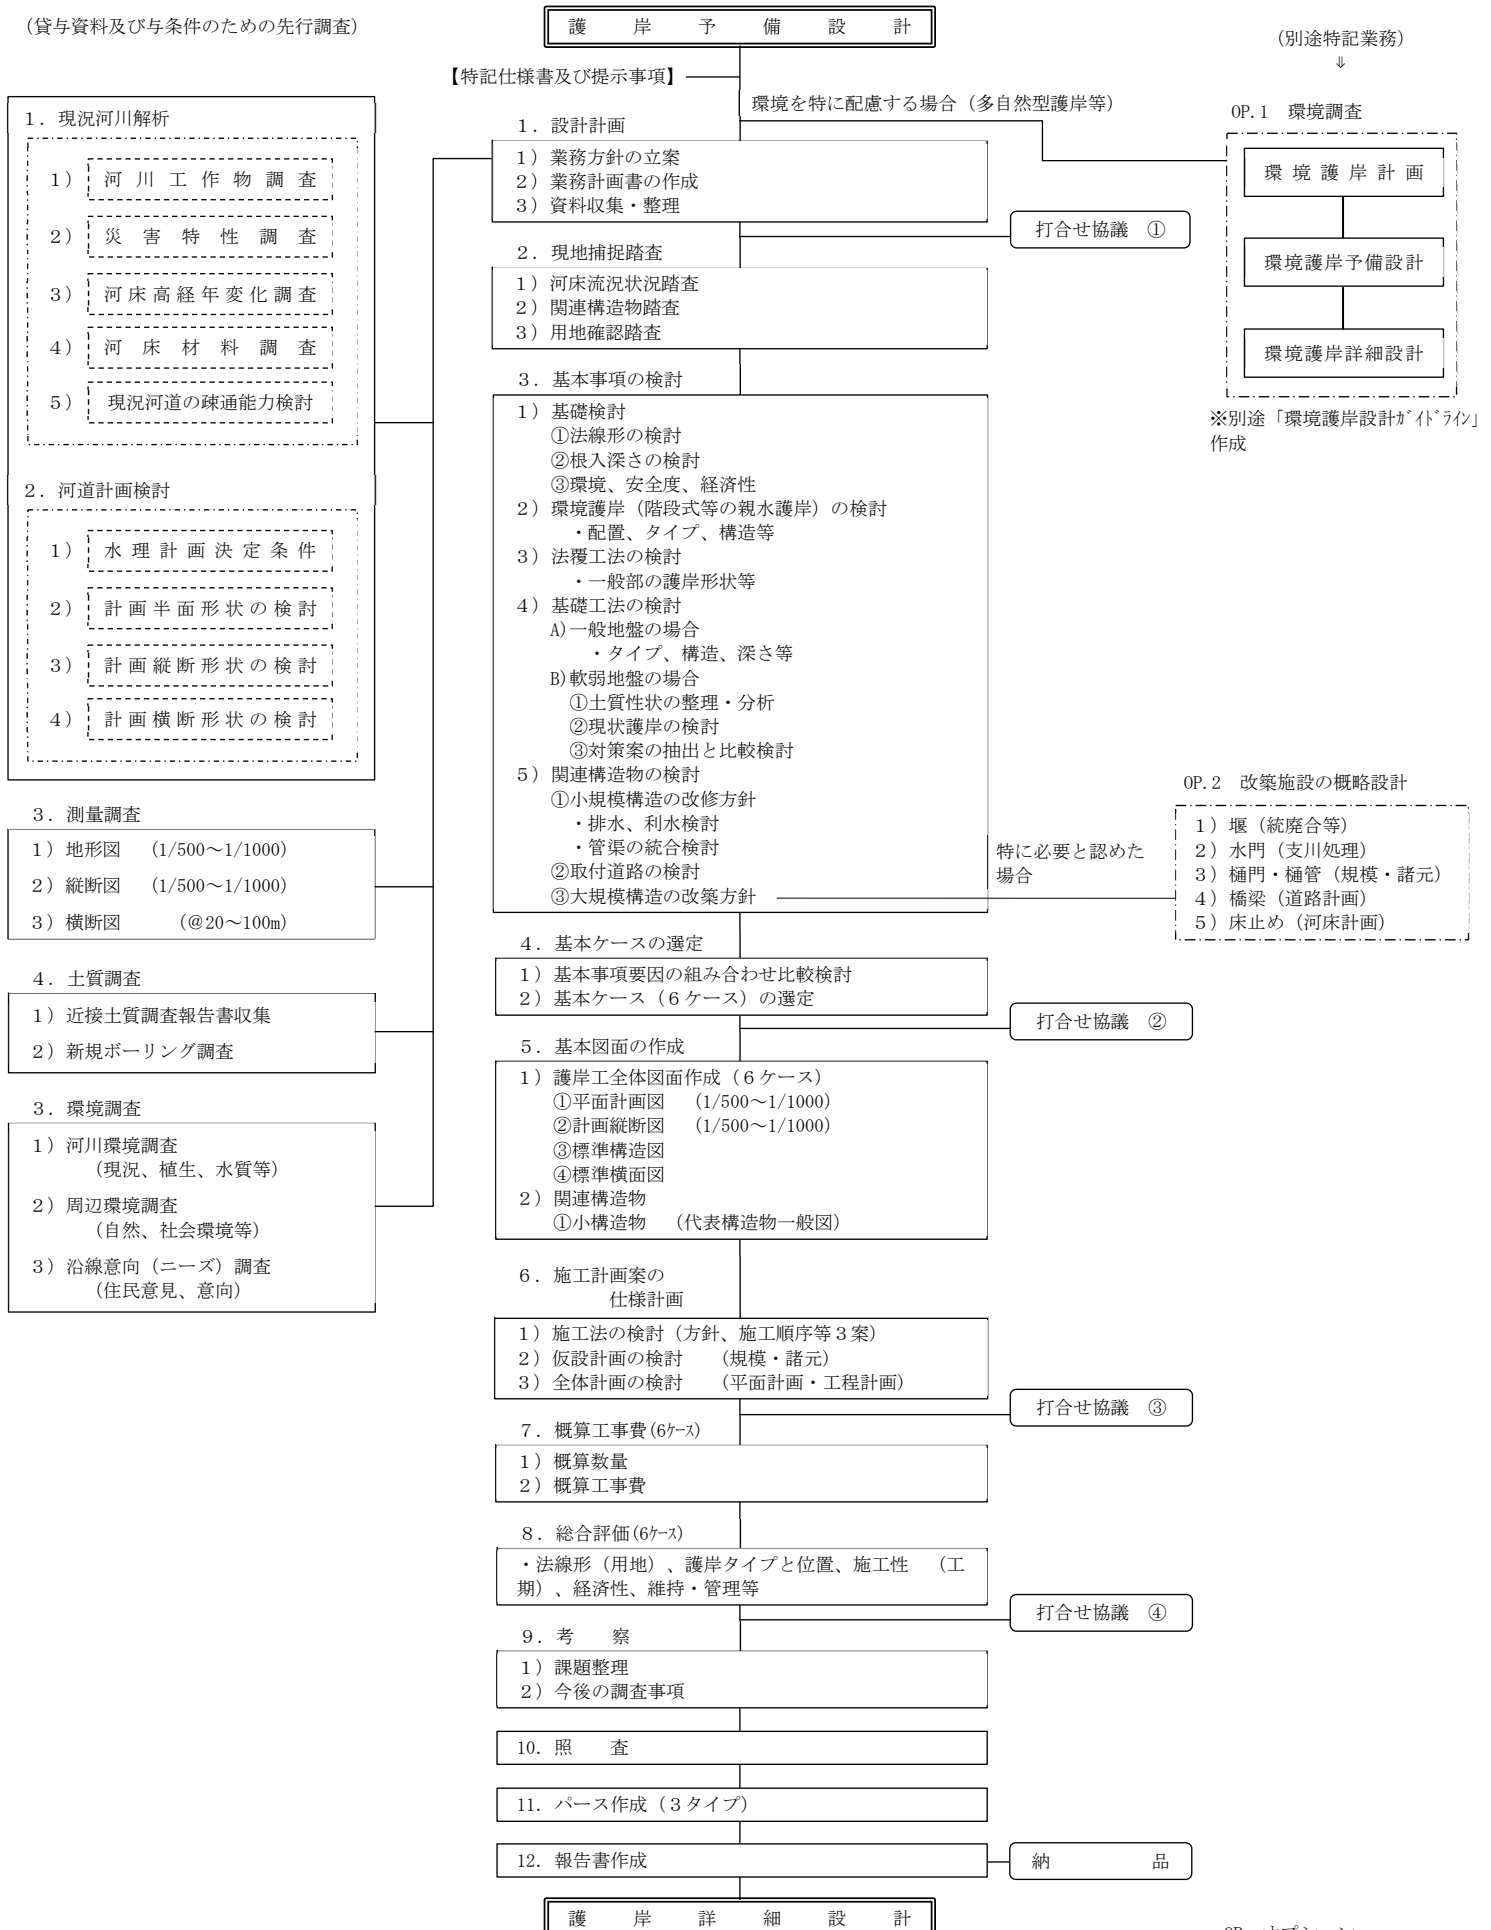 (貸与資料及び与条件のための先行調査)
護岸予備設計
(別途特記業務)
⇓
【特記仕様書及び提示事項】
環境を特に配慮する場合（多自然型護岸等）
1．現況河川解析
1） 河川工作物調査
2） 災害特性調査
3） 河床高経年変化調査
4） 河床材料調査
5） 現況河道の疎通能力検討
2．河道計画検討
1） 水理計画決定条件
2） 計画半面形状の検討
3） 計画縦断形状の検討
4） 計画横断形状の検討
3．測量調査
1）地形図 (1/500～1/1000)
2）縦断図 (1/500～1/1000)
3）横断図 (@20～100m)
4．土質調査
1）近接土質調査報告書収集
2）新規ボーリング調査
3．環境調査
1）河川環境調査
(現況、植生、水質等)
2）周辺環境調査
(自然、社会環境等)
3）沿線意向（ニーズ）調査
(住民意見、意向)
1．設計計画
1）業務方針の立案
2）業務計画書の作成
3）資料収集・整理
打合せ協議 ①
2．現地捕捉踏査
1）河床流況状況踏査
2）関連構造物踏査
3）用地確認踏査
3．基本事項の検討
1）基礎検討
①法線形の検討
②根入深さの検討
③環境、安全度、経済性
2）環境護岸（階段式等の親水護岸）の検討
・配置、タイプ、構造等
3）法覆工法の検討
・一般部の護岸形状等
4）基礎工法の検討
A)一般地盤の場合
・タイプ、構造、深さ等
B)軟弱地盤の場合
①土質性状の整理・分析
②現状護岸の検討
③対策案の抽出と比較検討
5）関連構造物の検討
①小規模構造の改修方針
・排水、利水検討
・管渠の統合検討
②取付道路の検討
③大規模構造の改築方針
特に必要と認めた
場合
4．基本ケースの選定
1）基本事項要因の組み合わせ比較検討
2）基本ケース（6ケース）の選定
打合せ協議 ②
5．基本図面の作成
1）護岸工全体図面作成（6ケース）
①平面計画図 (1/500～1/1000)
②計画縦断図 (1/500～1/1000)
③標準構造図
④標準横面図
2）関連構造物
①小構造物 （代表構造物一般図）
6．施工計画案の
仕様計画
1）施工法の検討（方針、施工順序等3案）
2）仮設計画の検討 （規模・諸元）
3）全体計画の検討 （平面計画・工程計画）
打合せ協議 ③
7．概算工事費(6ｹｰｽ)
1）概算数量
2）概算工事費
8．総合評価(6ｹｰｽ)
・法線形（用地）、護岸タイプと位置、施工性 （工
期）、経済性、維持・管理等
打合せ協議 ④
9．考 察
1）課題整理
2）今後の調査事項
10．照 査
11．パース作成（3タイプ）
12．報告書作成
納 品
護岸詳細設計
OP.1 環境調査
環境護岸計画
環境護岸予備設計
環境護岸詳細設計
※別途「環境護岸設計ｶﾞｲﾄﾞﾗｲﾝ」
作成
OP.2 改築施設の概略設計
1）堰（統廃合等）
2）水門（支川処理）
3）樋門・樋管（規模・諸元）
4）橋梁（道路計画）
5）床止め（河床計画）